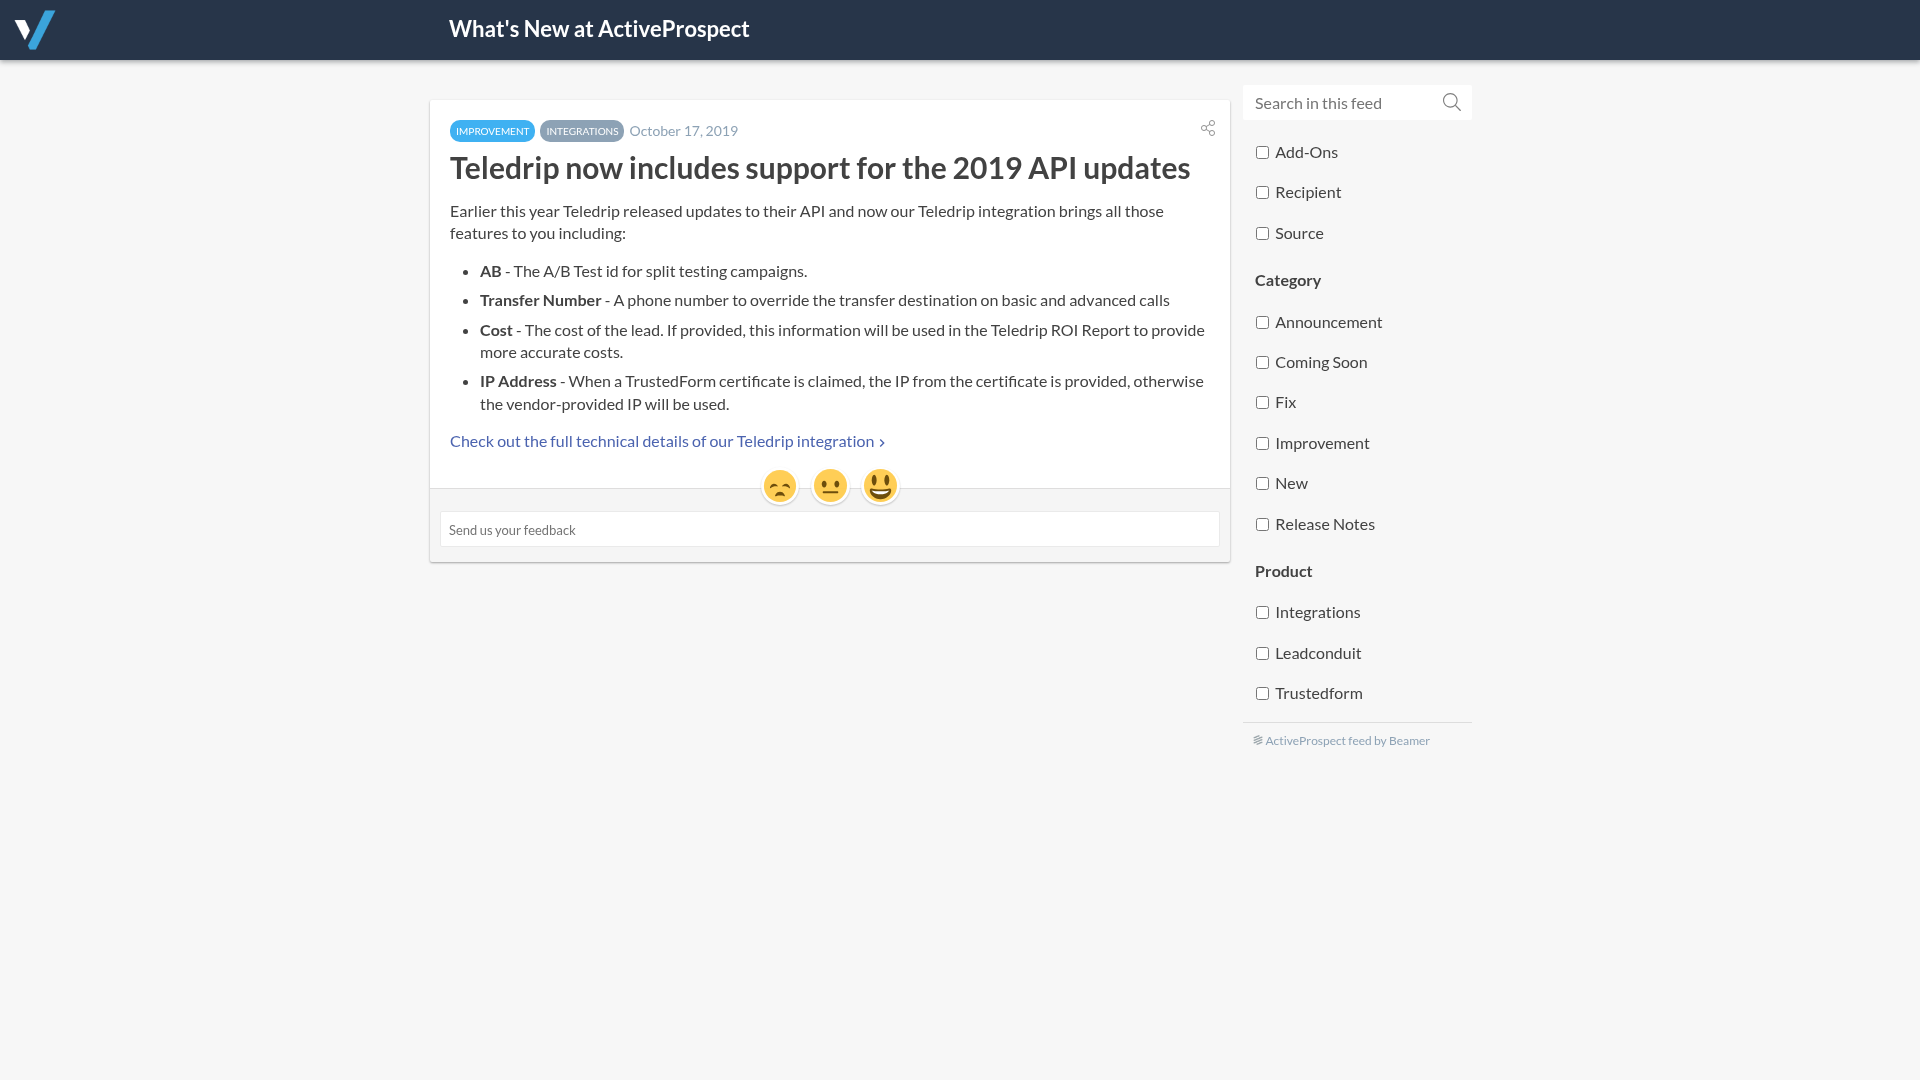 What's New at ActiveProspect
IMPROVEMENT INTEGRATIONS October 17, 2019
Teledrip now includes support for the 2019 API updates
Earlier this year Teledrip released updates to their API and now our Teledrip integration brings all those
features to you including:
AB - The A/B Test id for split testing campaigns.
Transfer Number - A phone number to override the transfer destination on basic and advanced calls
Cost - The cost of the lead. If provided, this information will be used in the Teledrip ROI Report to provide
more accurate costs.
IP Address - When a TrustedForm certificate is claimed, the IP from the certificate is provided, otherwise
the vendor-provided IP will be used.
Check out the full technical details of our Teledrip integration
Send us your feedback
Search in this feed
Add-Ons
Recipient
Source
Category
Announcement
Coming Soon
Fix
Improvement
New
Release Notes
Product
Integrations
Leadconduit
Trustedform
ActiveProspect feed by Beamer